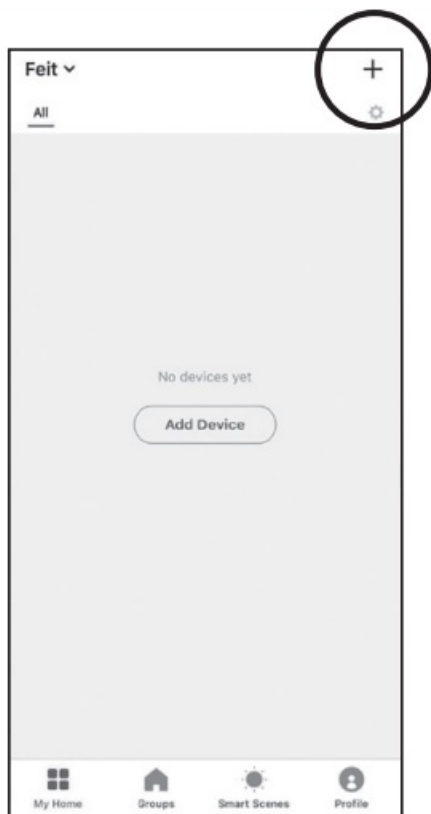 Feit
+
All
No devices yet
Add Device
My Home Groups Smart Scenes Profile